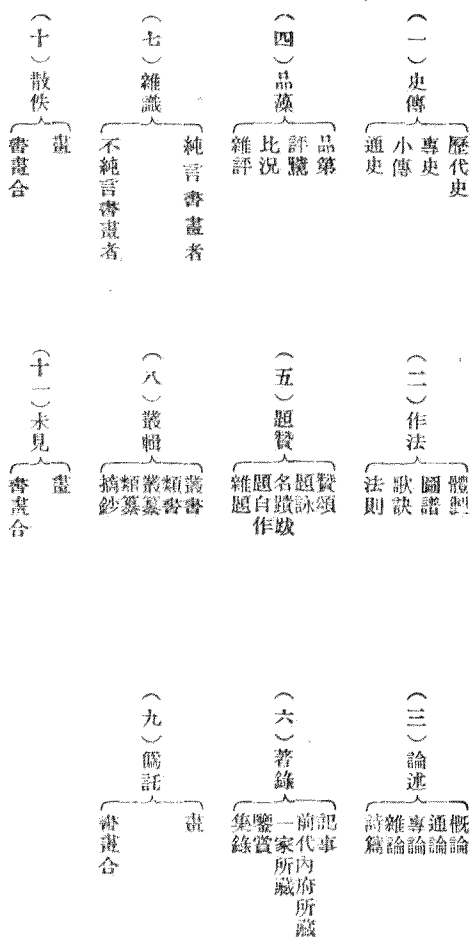 （一）史傳
歷代史
專史
小傳
通史
（二）作法
體製
圖譜
歌訣
法則
（三）論述
概論
通論
專論
雜論
詩篇
（四）品藻
品第
評騭
比況
雜評
（五）題贊
贊頌
題詠
名蹟跋
題自作
雜題
（六）著錄
記事
前代內府所藏
一家所藏
鑒賞
集錄
（七）雜識
純言書畫者
不純言書畫者
（八）叢輯
叢書
類書
叢纂
類纂
摘鈔
（九）偽託
畫
書畫合
（十）散佚
畫
書畫合
（十一）未見
畫
書畫合